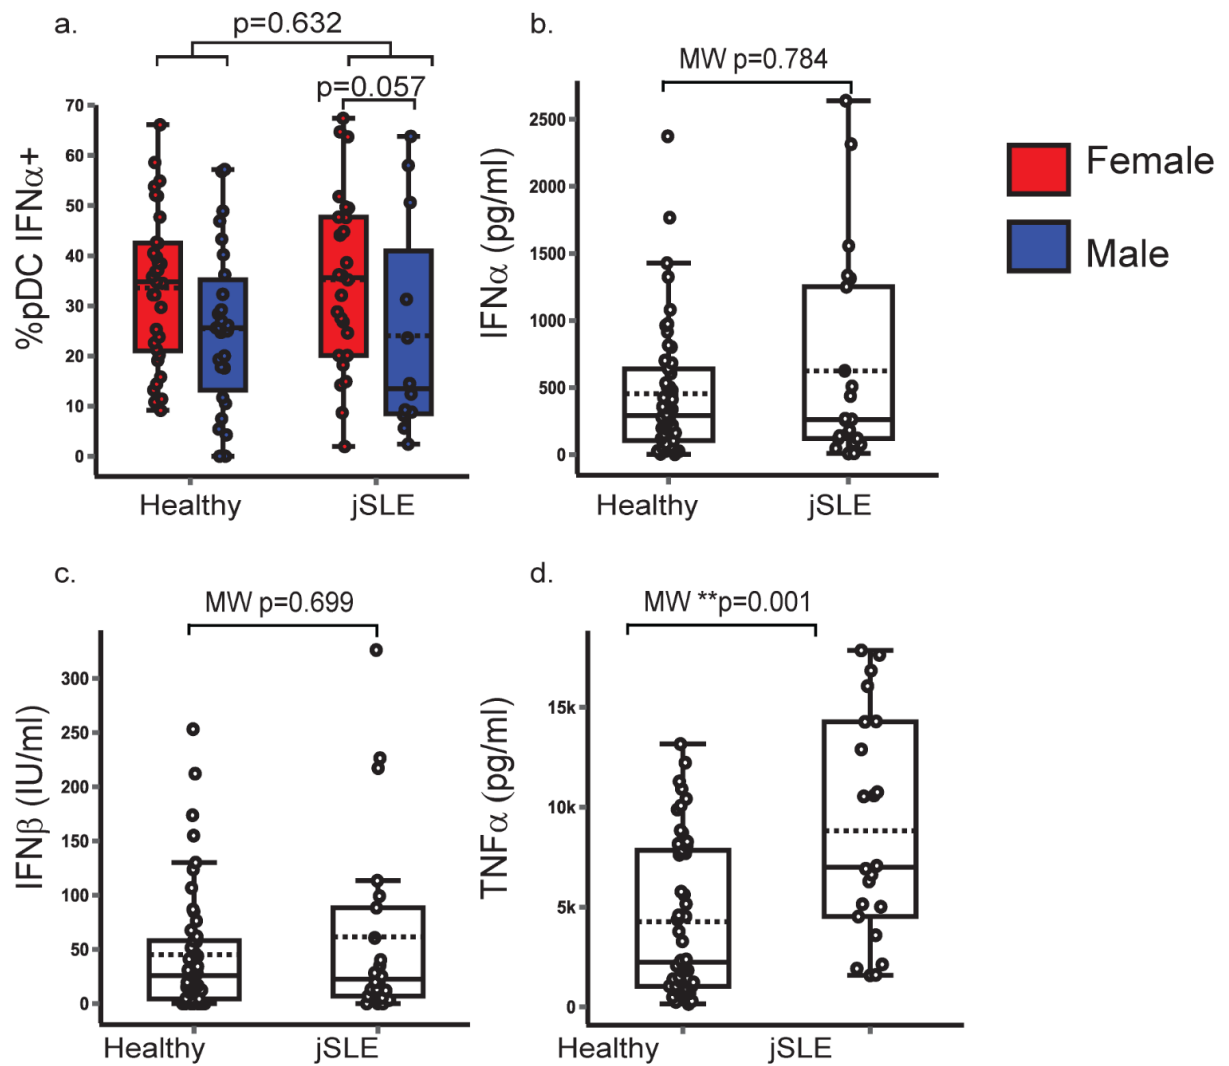 a.
p=0.632
p=0.057
%pDC IFNα+
70
60
50
40
30
20
10
0
Healthy
jSLE
b.
MW p=0.784
IFNα (pg/ml)
2500
2000
1500
1000
500
0
Healthy
jSLE
Female
Male
c.
MW p=0.699
IFNβ (IU/ml)
300
250
200
150
100
50
0
Healthy
jSLE
d.
MW **p=0.001
TNFα (pg/ml)
15k
10k
5k
0
Healthy
jSLE